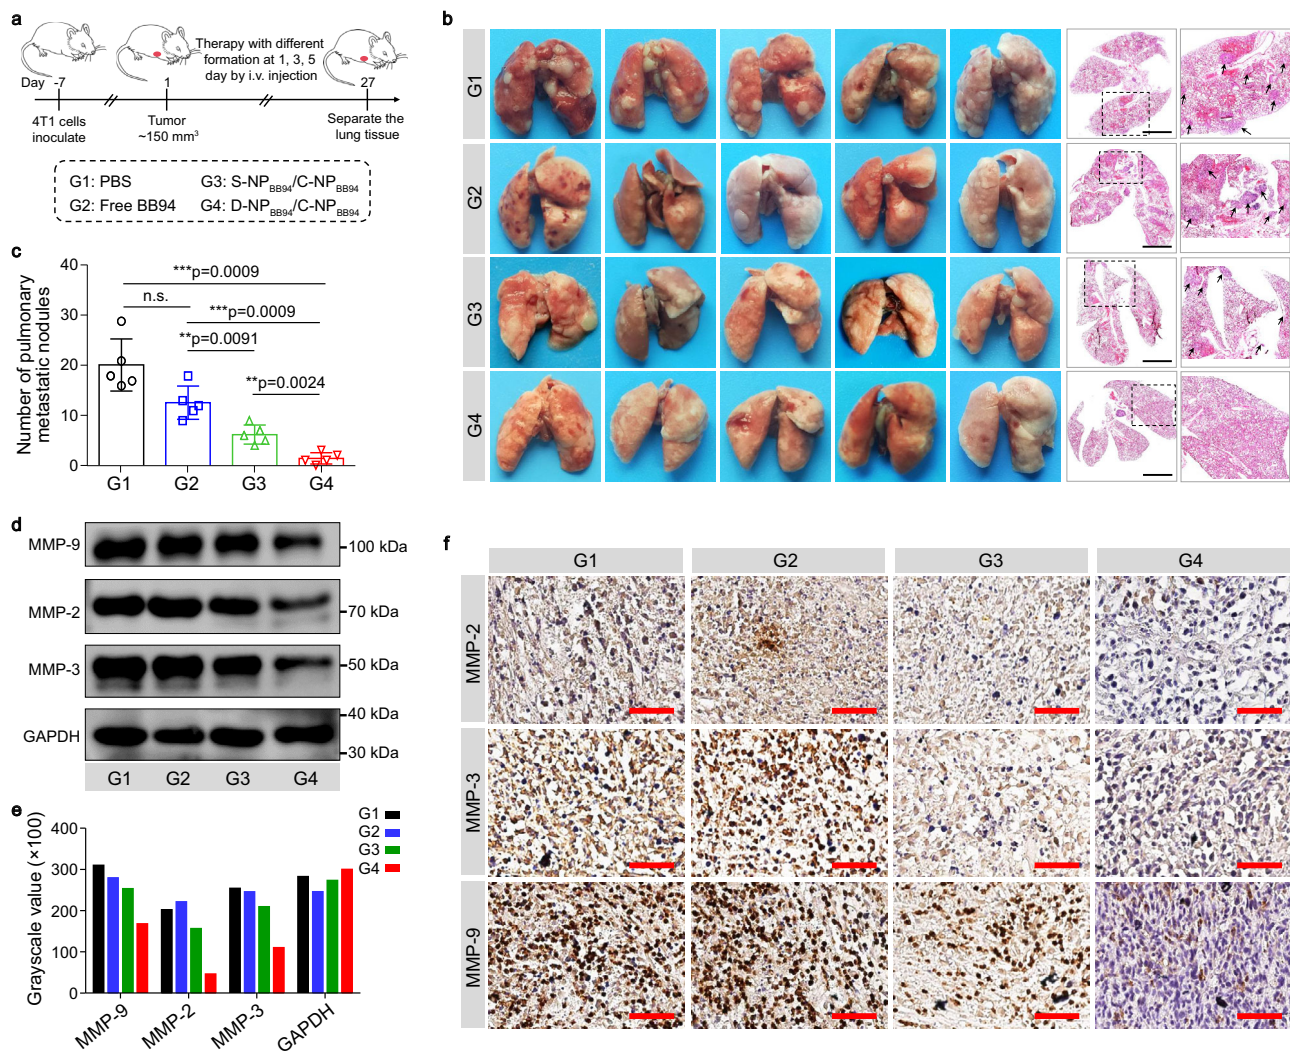 a
Therapy with different
formation at 1, 3, 5
day by i.v. injection
Day -7 1 27
4T1 cells
inoculate
Tumor
~150 mm³
Separate the
lung tissue
G1: PBS
G2: Free BB94
G3: S-NP_BB94/C-NP_BB94
G4: D-NP_BB94/C-NP_BB94
b
G1
G2
G3
G4
c
Number of pulmonary
metastatic nodules
40
30
20
10
0
***p=0.0009
n.s.
***p=0.0009
**p=0.0091
**p=0.0024
G1 G2 G3 G4
d
MMP-9
100 kDa
MMP-2
70 kDa
MMP-3
50 kDa
40 kDa
GAPDH
30 kDa
G1 G2 G3 G4
e
Grayscale value (×100)
400
300
200
100
0
G1
G2
G3
G4
MMP-9 MMP-2 MMP-3 GAPDH
f
G1 G2 G3 G4
MMP-2
MMP-3
MMP-9